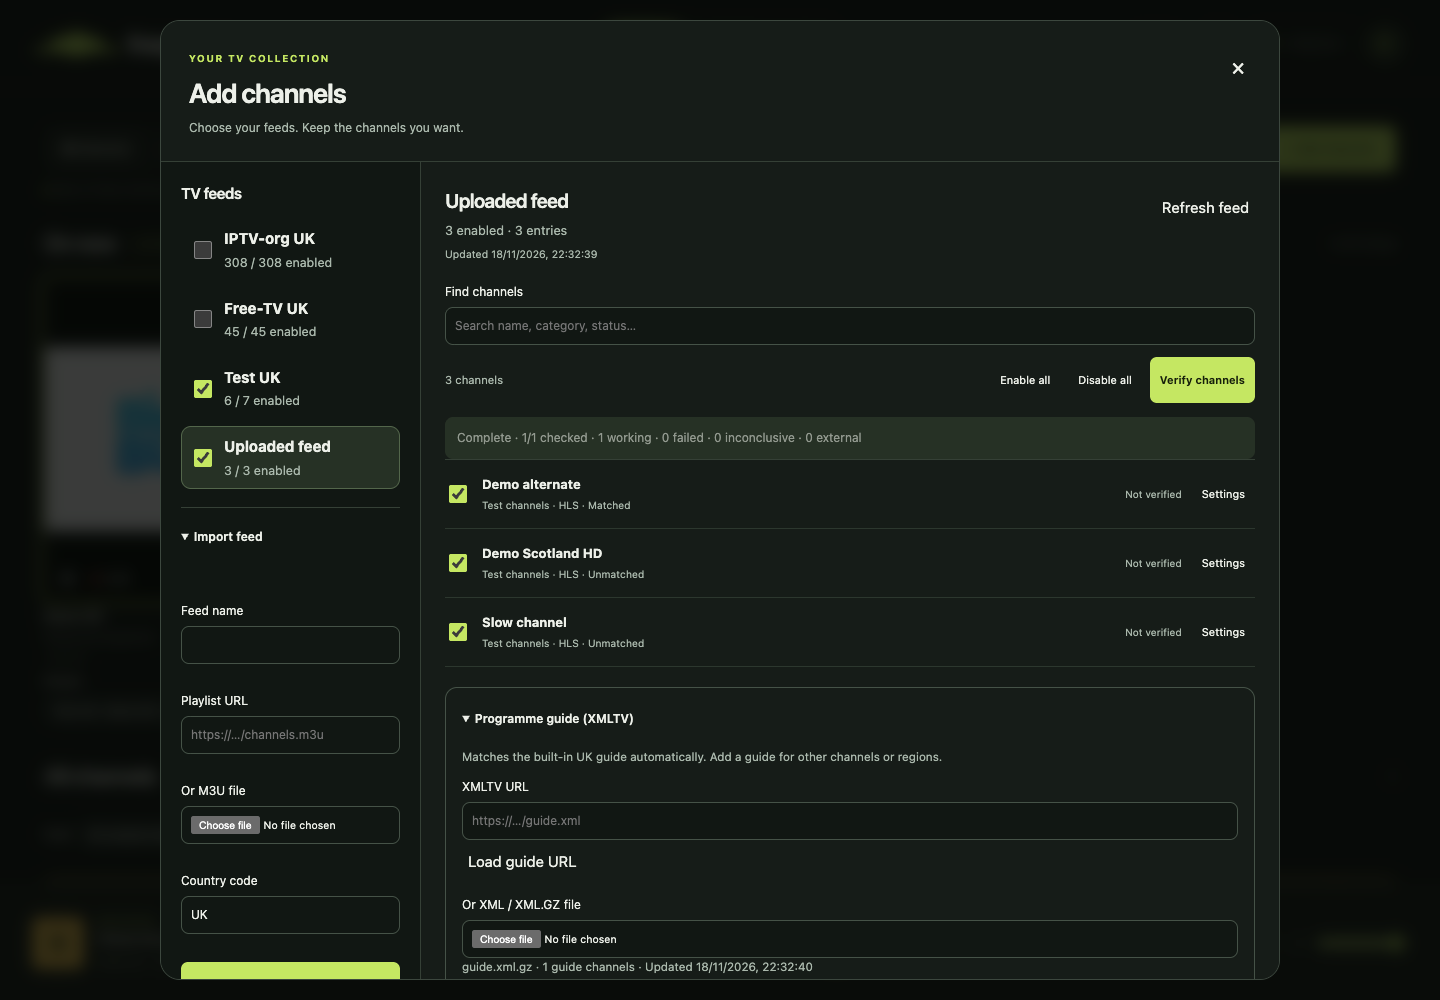 YOUR TV COLLECTION
Add channels
Choose your feeds. Keep the channels you want.
TV feeds
IPTV-org UK
308 / 308 enabled
Free-TV UK
45 / 45 enabled
Test UK
6 / 7 enabled
Uploaded feed
3 / 3 enabled
Import feed
Feed name
Playlist URL
https://.../channels.m3u
Or M3U file
Choose file No file chosen
Country code
UK
Uploaded feed
Refresh feed
3 enabled · 3 entries
Updated 18/11/2026, 22:32:39
Find channels
Search name, category, status...
3 channels
Enable all
Disable all
Verify channels
Complete · 1/1 checked · 1 working · 0 failed · 0 inconclusive · 0 external
Demo alternate
Test channels · HLS · Matched
Not verified
Settings
Demo Scotland HD
Test channels · HLS · Unmatched
Not verified
Settings
Slow channel
Test channels · HLS · Unmatched
Not verified
Settings
Programme guide (XMLTV)
Matches the built-in UK guide automatically. Add a guide for other channels or regions.
XMLTV URL
https://.../guide.xml
Load guide URL
Or XML / XML.GZ file
Choose file No file chosen
guide.xml.gz · 1 guide channels · Updated 18/11/2026, 22:32:40